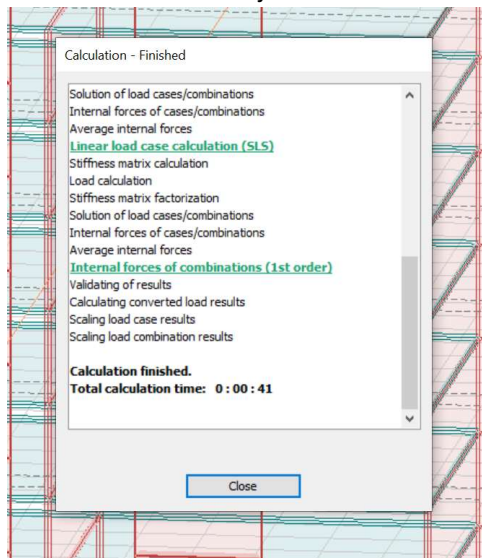 Calculation - Finished
Solution of load cases/combinations
Internal forces of cases/combinations
Average internal forces
Linear load case calculation (SLS)
Stiffness matrix calculation
Load calculation
Stiffness matrix factorization
Solution of load cases/combinations
Internal forces of cases/combinations
Average internal forces
Internal forces of combinations (1st order)
Validating of results
Calculating converted load results
Scaling load case results
Scaling load combination results
Calculation finished.
Total calculation time: 0 : 00 : 41
Close